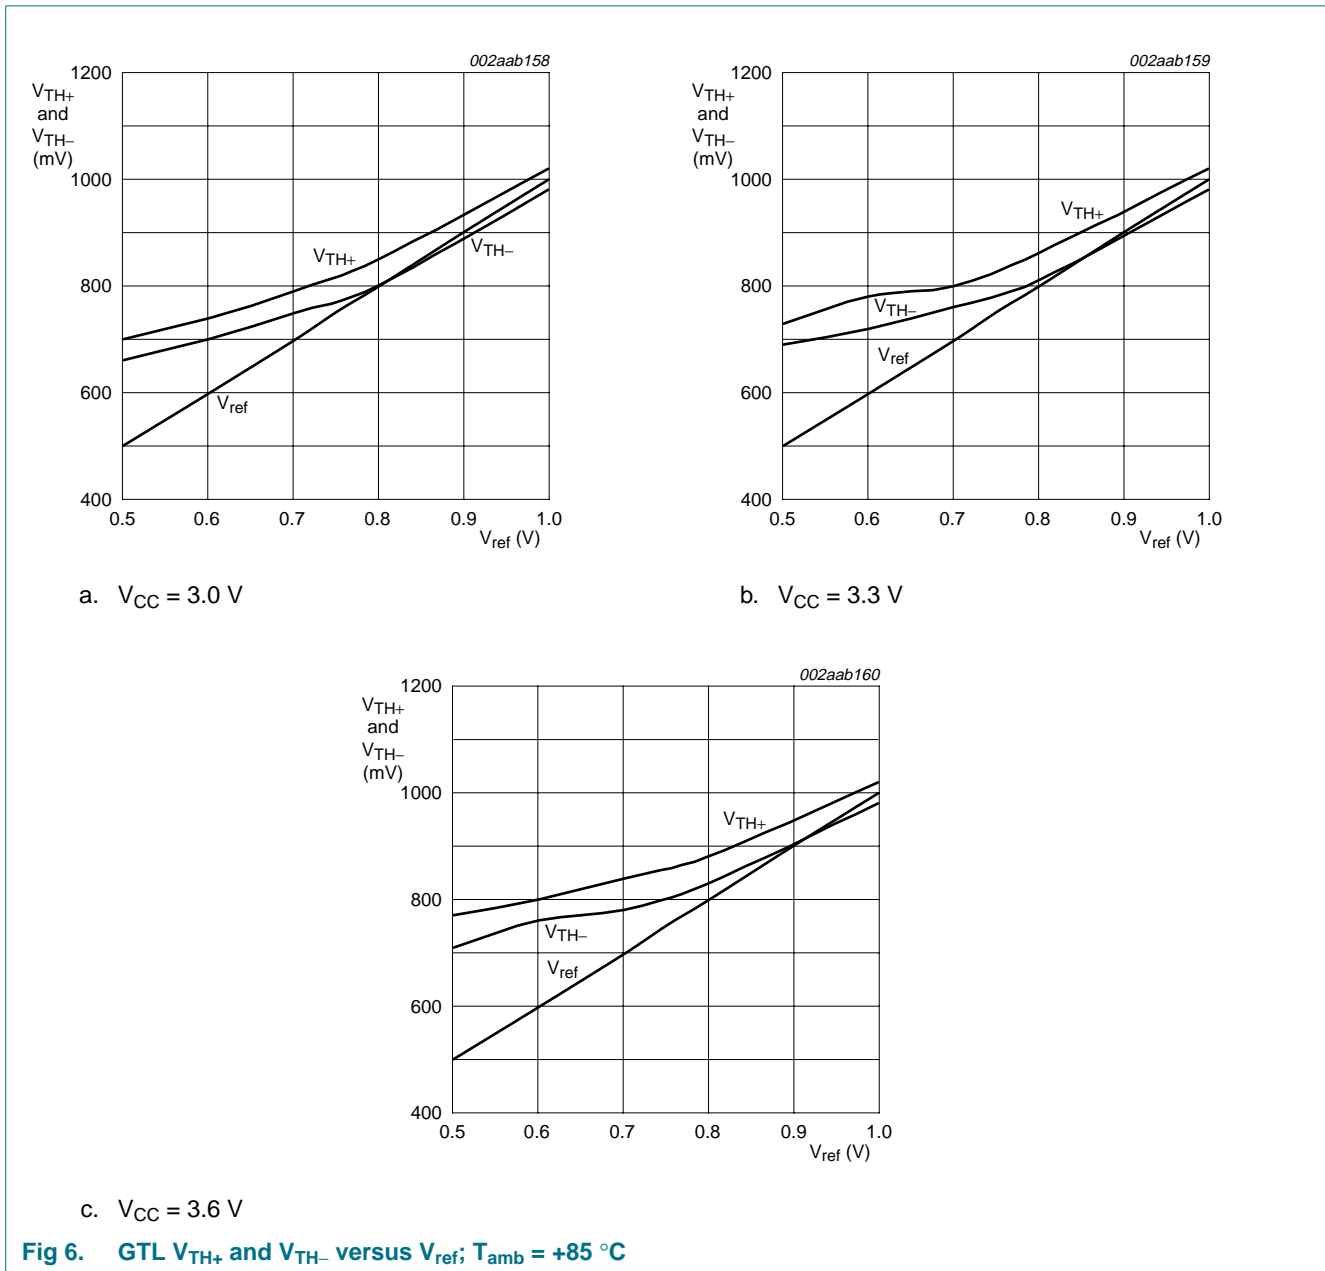 002aab158
1200
VTH+
and
VTH−
(mV)
1000
800
600
400
VTH+
VTH−
Vref
0.5 0.6 0.7 0.8 0.9 1.0
Vref (V)
a. VCC = 3.0 V
002aab159
1200
VTH+
and
VTH−
(mV)
1000
800
600
400
VTH+
VTH−
Vref
0.5 0.6 0.7 0.8 0.9 1.0
Vref (V)
b. VCC = 3.3 V
002aab160
1200
VTH+
and
VTH−
(mV)
1000
800
600
400
VTH+
VTH−
Vref
0.5 0.6 0.7 0.8 0.9 1.0
Vref (V)
c. VCC = 3.6 V
Fig 6. GTL VTH+ and VTH− versus Vref; Tamb = +85 °C